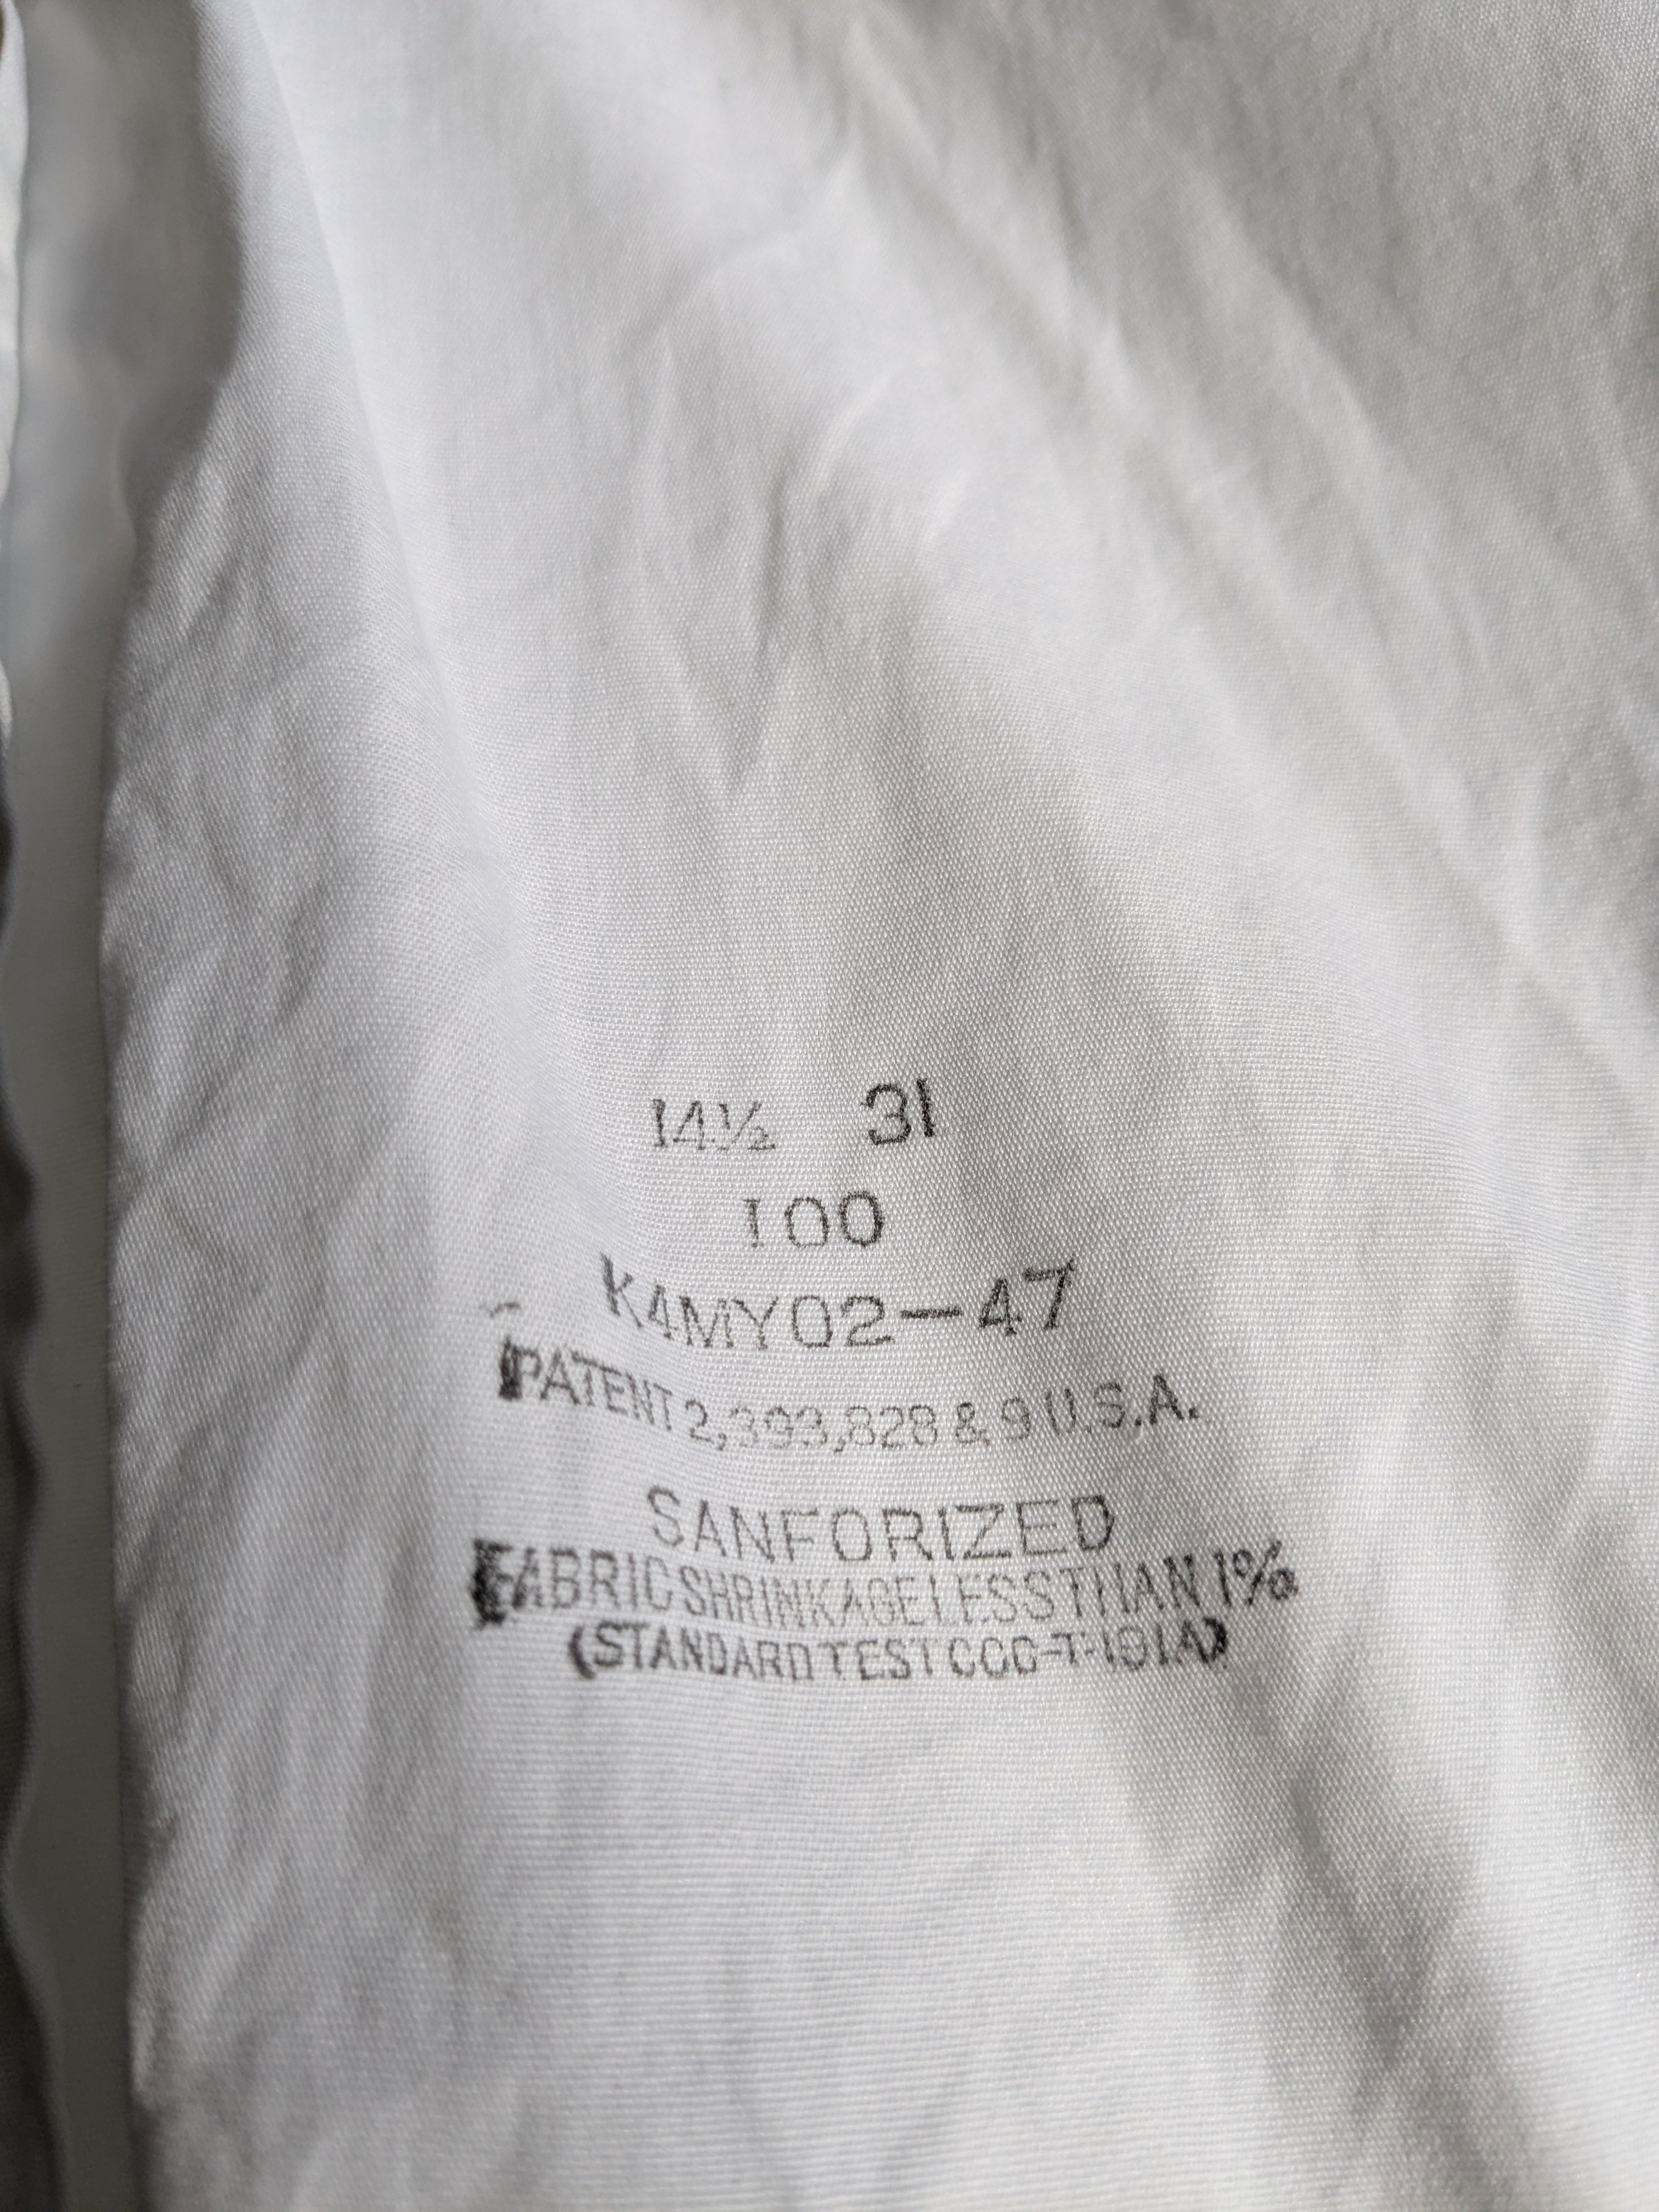 14½ 31
100
K4MY02-47
PATENT 2,393,828 & 9 U.S.A.
SANFORIZED
FABRIC SHRINKAGE LESS THAN 1%
(STANDARD TEST CCC-T-191A)